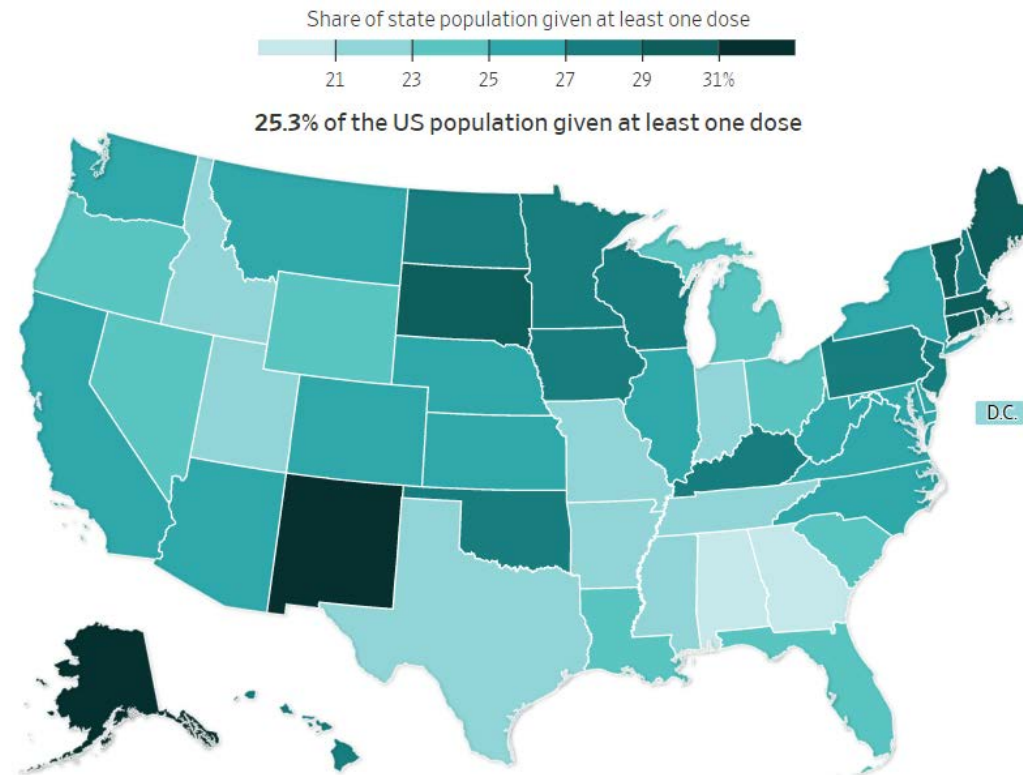 Share of state population given at least one dose
21 23 25 27 29 31%
25.3% of the US population given at least one dose
D.C.